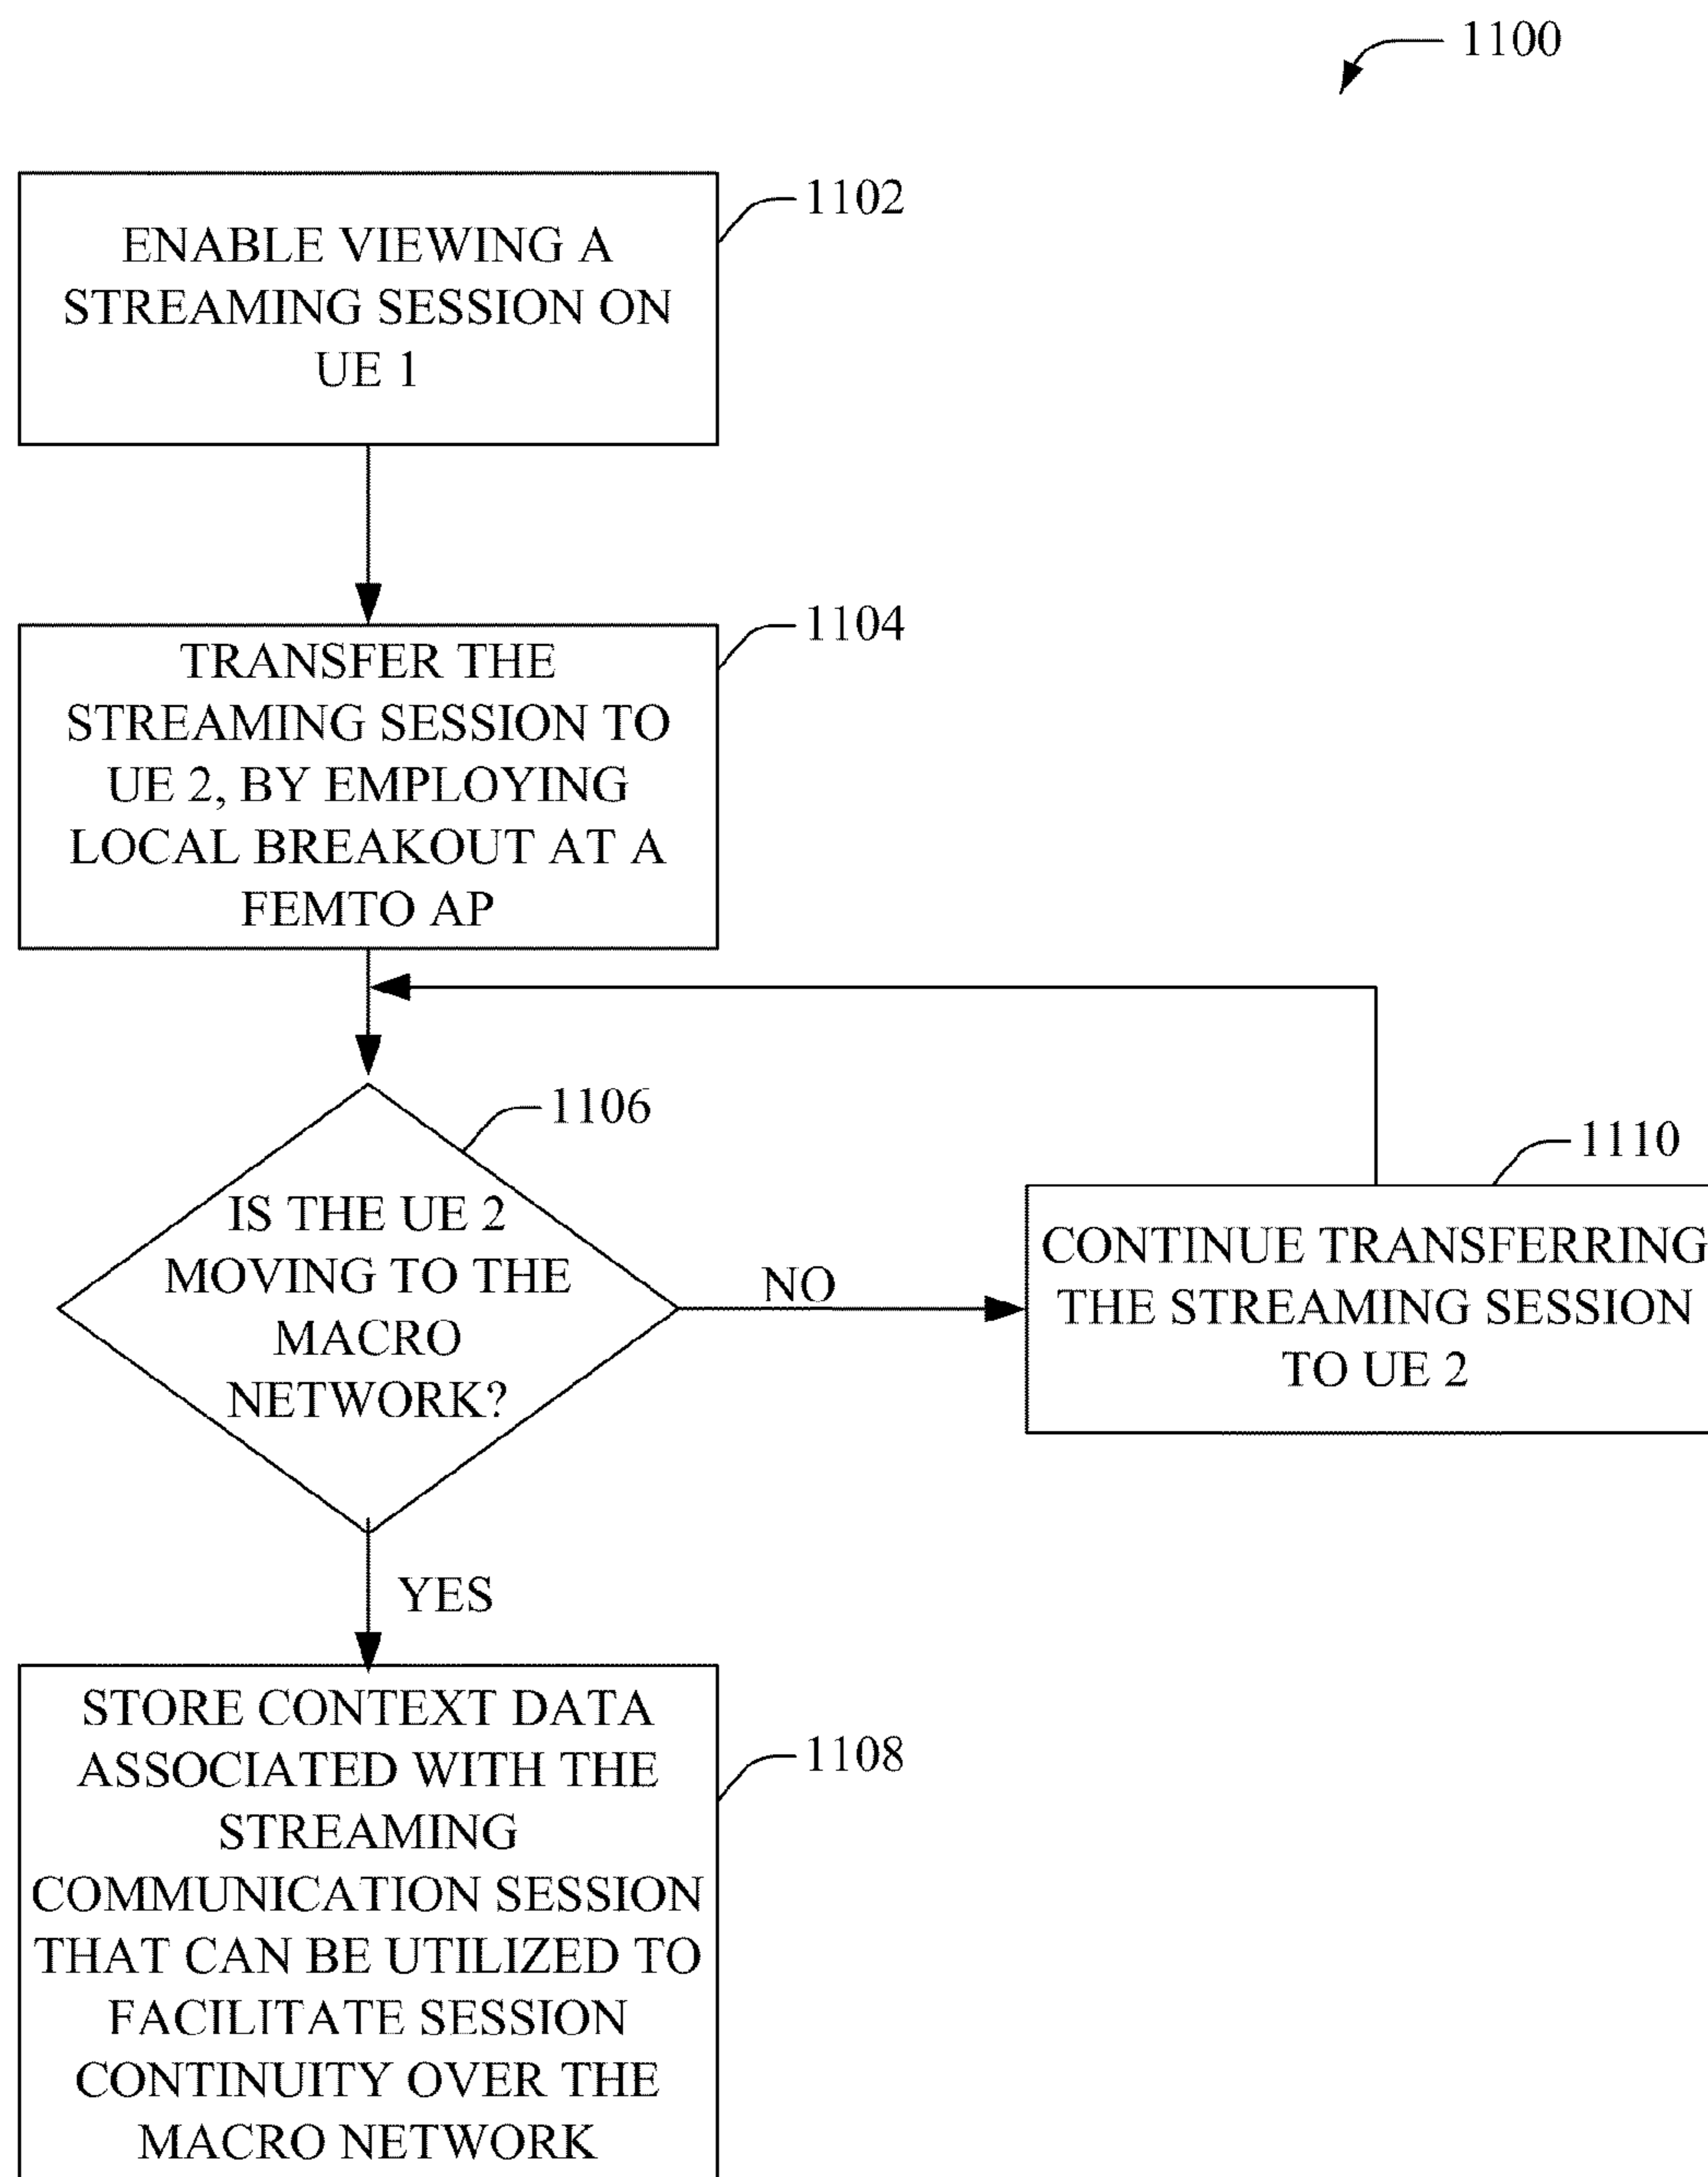 1100
1102
ENABLE VIEWING A
STREAMING SESSION ON
UE 1
1104
TRANSFER THE
STREAMING SESSION TO
UE 2, BY EMPLOYING
LOCAL BREAKOUT AT A
FEMTO AP
1106
IS THE UE 2
MOVING TO THE
MACRO
NETWORK?
NO
1110
CONTINUE TRANSFERRING
THE STREAMING SESSION
TO UE 2
YES
1108
STORE CONTEXT DATA
ASSOCIATED WITH THE
STREAMING
COMMUNICATION SESSION
THAT CAN BE UTILIZED TO
FACILITATE SESSION
CONTINUITY OVER THE
MACRO NETWORK